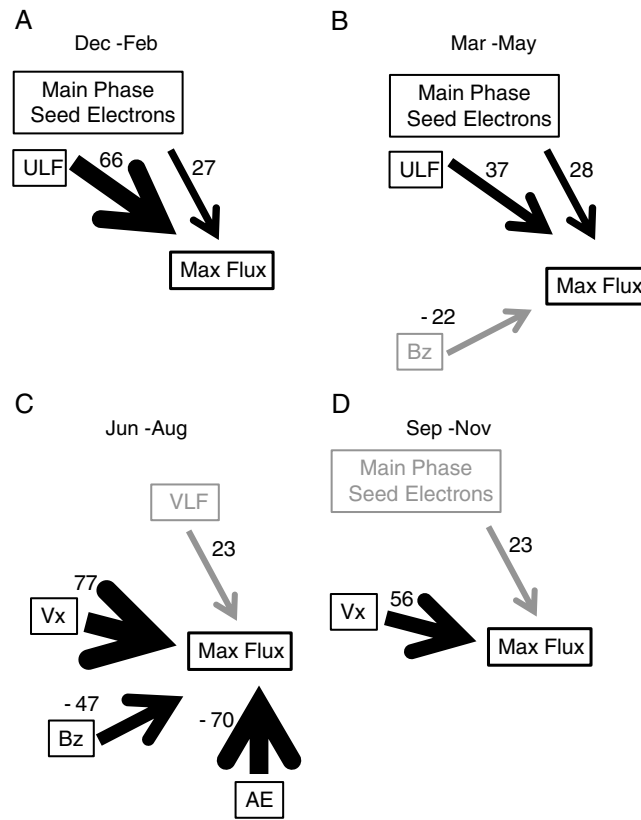 A
Dec -Feb
Main Phase
Seed Electrons
ULF
66
27
Max Flux
B
Mar -May
Main Phase
Seed Electrons
ULF
37
28
Max Flux
- 22
Bz
C
Jun -Aug
VLF
23
77
Vx
Max Flux
- 47
Bz
- 70
AE
D
Sep -Nov
Main Phase
Seed Electrons
23
56
Vx
Max Flux